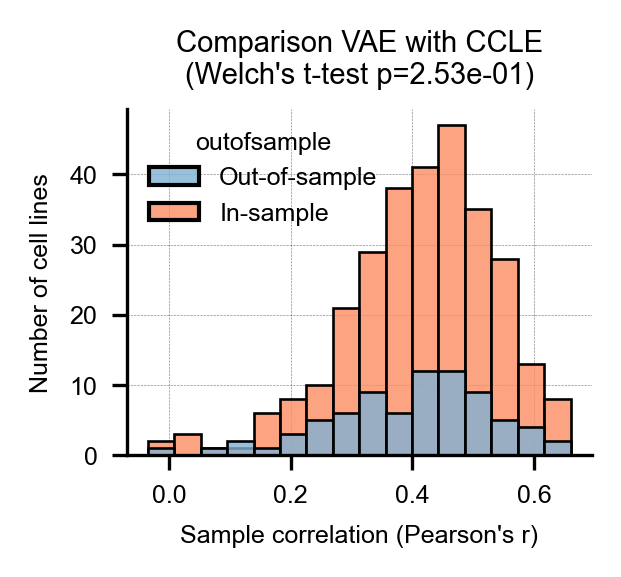 Comparison VAE with CCLE
(Welch's t-test p=2.53e-01)
outofsample
Out-of-sample
In-sample
Number of cell lines
40
30
20
10
0
0.0 0.2 0.4 0.6
Sample correlation (Pearson's r)